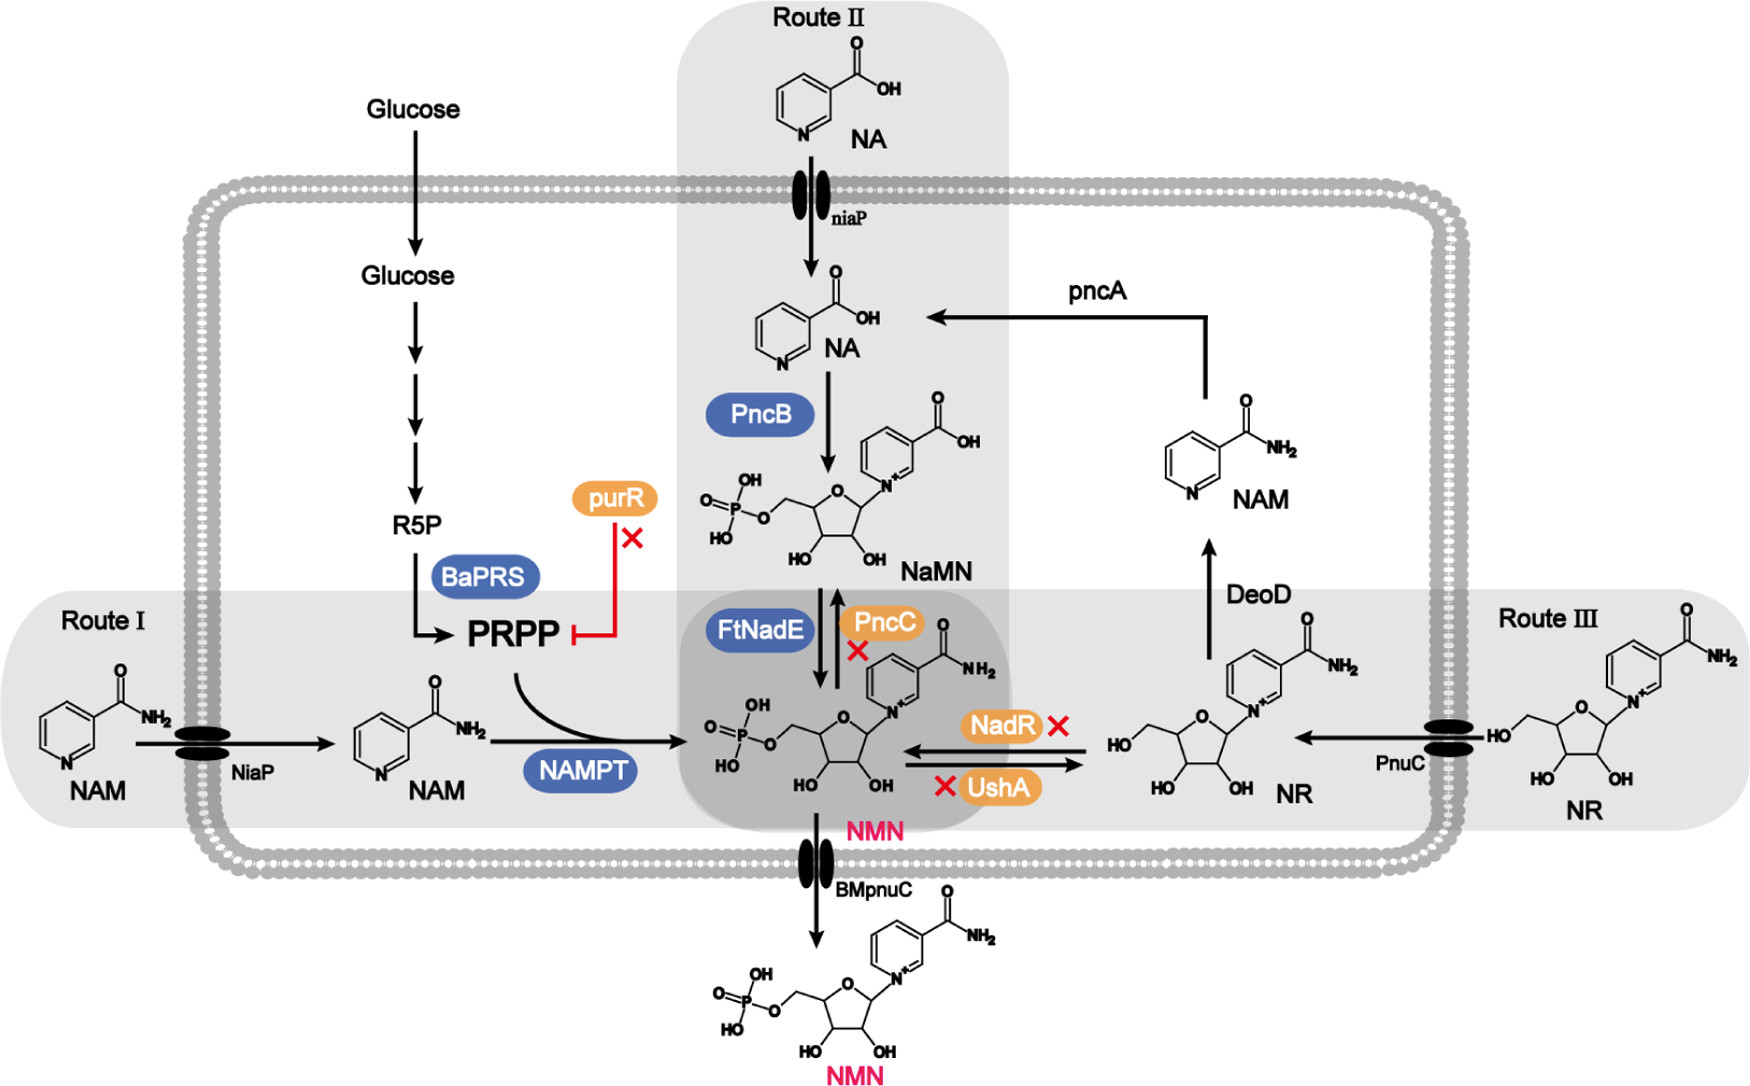 Route II
O
OH
N
NA
Glucose
niaP
Glucose
O
OH
N
NA
pncA
PncB
O
OH
N+
O
OH
O
P
O
HO
HO
OH
NaMN
O
NH2
N
NAM
purR
R5P
BaPRS
PRPP
FtNadE
PncC
DeoD
Route I
O
NH2
N
NAM
NiaP
O
NH2
N
NAM
NAMPT
O
NH2
N+
O
OH
O
P
O
HO
HO
OH
NMN
NadR
UshA
O
NH2
N+
O
HO
HO
OH
NR
Route III
O
NH2
N+
O
HO
HO
OH
NR
PnuC
BMpnuC
O
NH2
N+
O
OH
O
P
O
HO
HO
OH
NMN